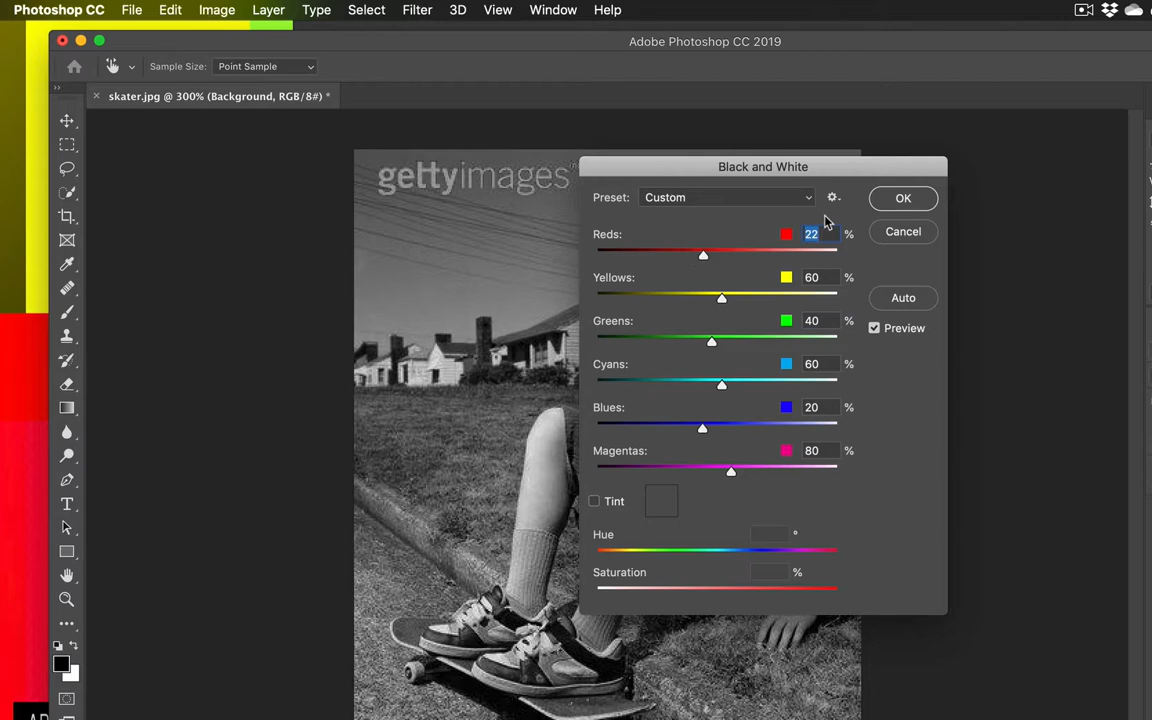 Photoshop CC File Edit Image Layer Type Select Filter 3D View Window Help
Adobe Photoshop CC 2019
Sample Size: Point Sample
skater.jpg @ 300% (Background, RGB/8#) *
gettyimages
Black and White
Preset: Custom OK
Reds: 22 % Cancel
Yellows: 60 %
Auto
Greens: 40 % Preview
Cyans: 60 %
Blues: 20 %
Magentas: 80 %
Tint
Hue °
Saturation %